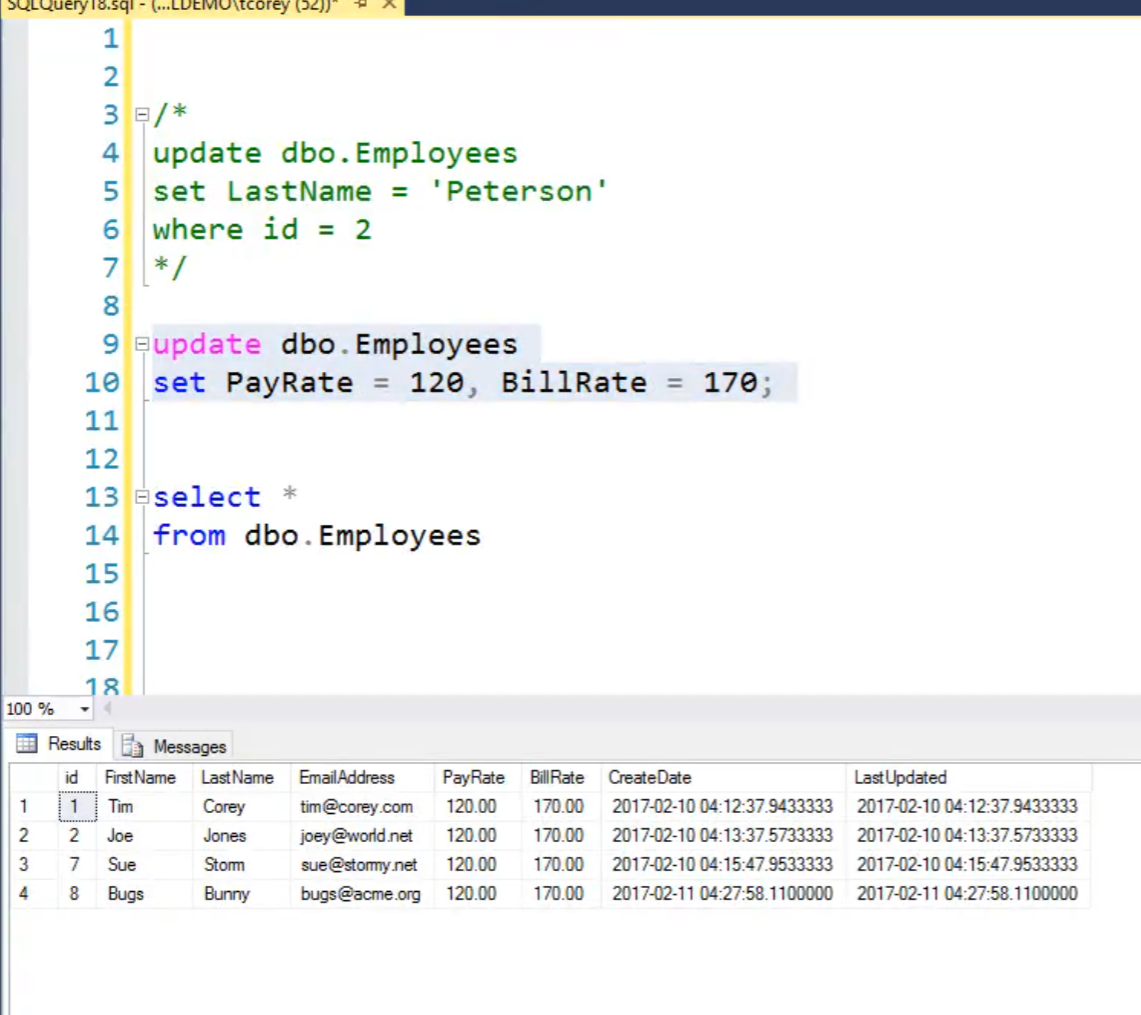 SQLQuery18.sql - (...LDEMO\tcorey (52))*
1
2
3 /*
4 update dbo.Employees
5 set LastName = 'Peterson'
6 where id = 2
7 */
8
9 update dbo.Employees
10 set PayRate = 120, BillRate = 170;
11
12
13 select *
14 from dbo.Employees
15
16
17
18
100 %
Results Messages
id FirstName LastName EmailAddress PayRate BillRate CreateDate LastUpdated
1 1 Tim Corey tim@corey.com 120.00 170.00 2017-02-10 04:12:37.9433333 2017-02-10 04:12:37.9433333
2 2 Joe Jones joey@world.net 120.00 170.00 2017-02-10 04:13:37.5733333 2017-02-10 04:13:37.5733333
3 7 Sue Storm sue@stormy.net 120.00 170.00 2017-02-10 04:15:47.9533333 2017-02-10 04:15:47.9533333
4 8 Bugs Bunny bugs@acme.org 120.00 170.00 2017-02-11 04:27:58.1100000 2017-02-11 04:27:58.1100000